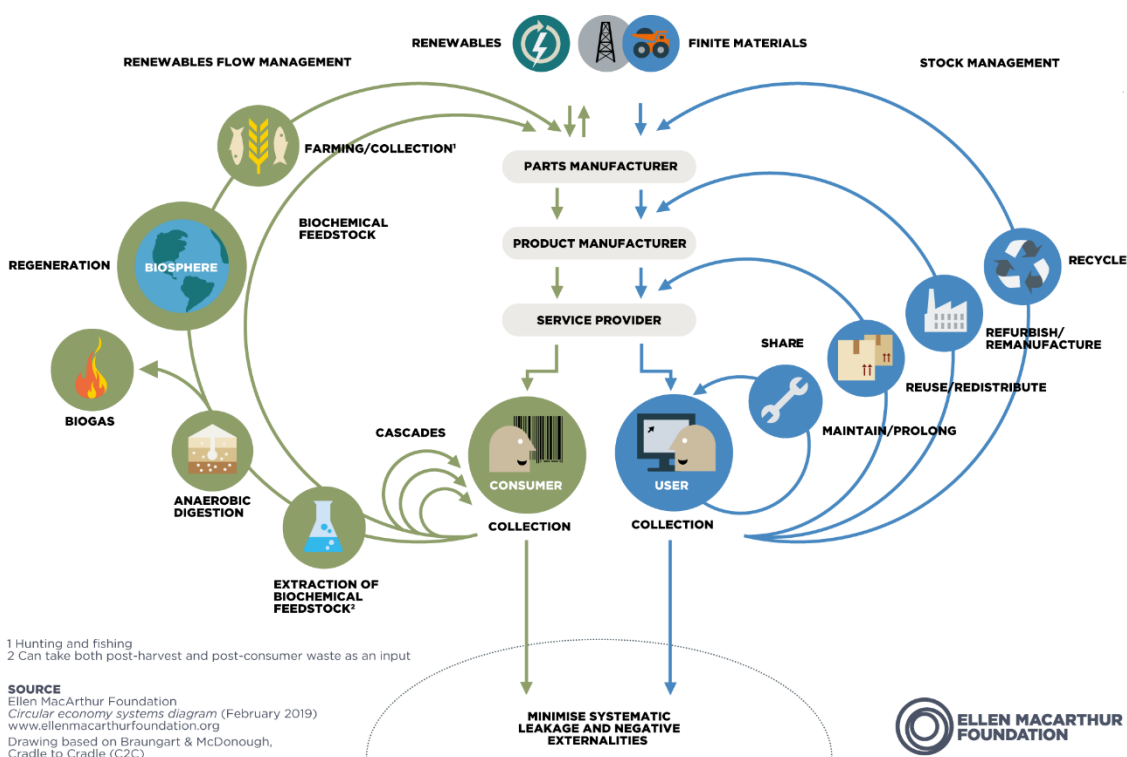 RENEWABLES
FINITE MATERIALS
RENEWABLES FLOW MANAGEMENT
STOCK MANAGEMENT
FARMING/COLLECTION¹
PARTS MANUFACTURER
BIOCHEMICAL
FEEDSTOCK
PRODUCT MANUFACTURER
REGENERATION
BIOSPHERE
RECYCLE
SERVICE PROVIDER
SHARE
REFURBISH/
REMANUFACTURE
REUSE/REDISTRIBUTE
BIOGAS
CASCADES
MAINTAIN/PROLONG
CONSUMER
USER
ANAEROBIC
DIGESTION
COLLECTION
COLLECTION
EXTRACTION OF
BIOCHEMICAL
FEEDSTOCK²
1 Hunting and fishing
2 Can take both post-harvest and post-consumer waste as an input
SOURCE
Ellen MacArthur Foundation
Circular economy systems diagram (February 2019)
www.ellenmacarthurfoundation.org
Drawing based on Braungart & McDonough,
Cradle to Cradle (C2C)
MINIMISE SYSTEMATIC
LEAKAGE AND NEGATIVE
EXTERNALITIES
ELLEN MACARTHUR
FOUNDATION